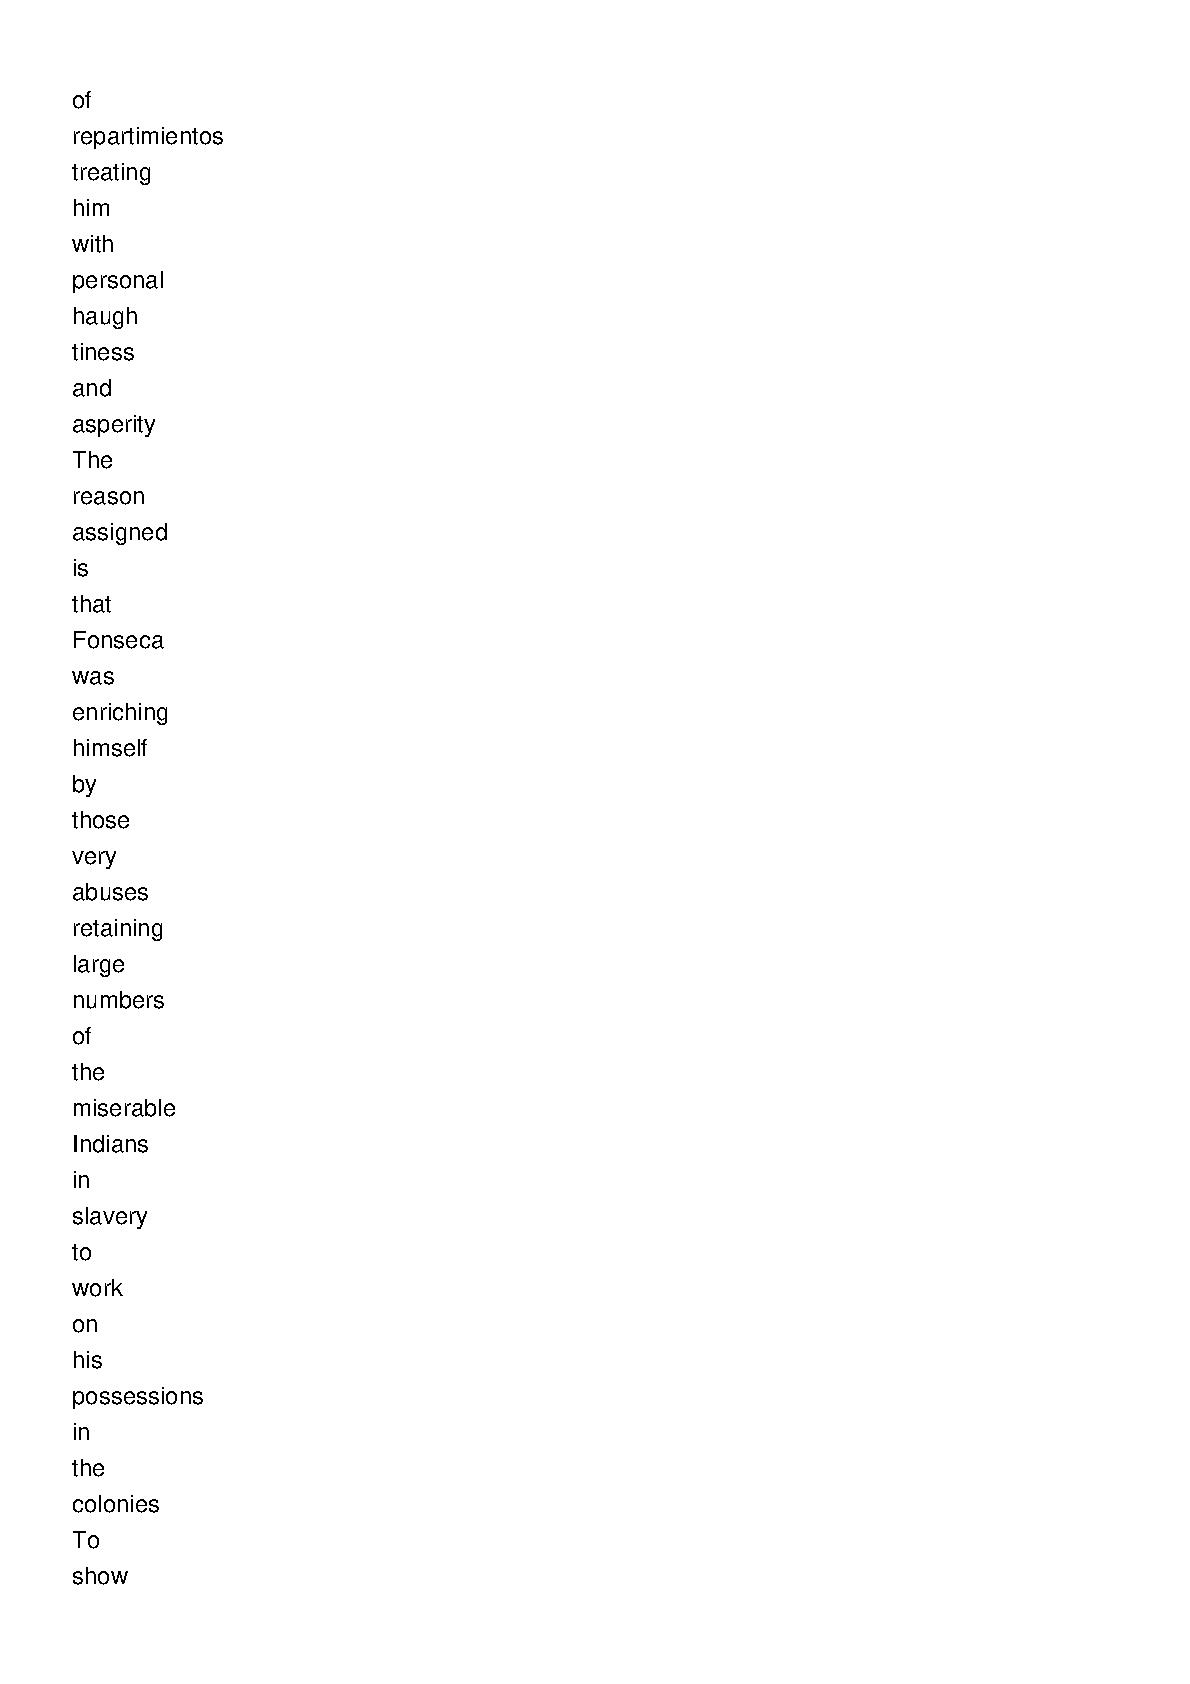 of
repartimientos
treating
him
with
personal
haugh
tiness
and
asperity
The
reason
assigned
is
that
Fonseca
was
enriching
himself
by
those
very
abuses
retaining
large
numbers
of
the
miserable
Indians
in
slavery
to
work
on
his
possessions
in
the
colonies
To
show